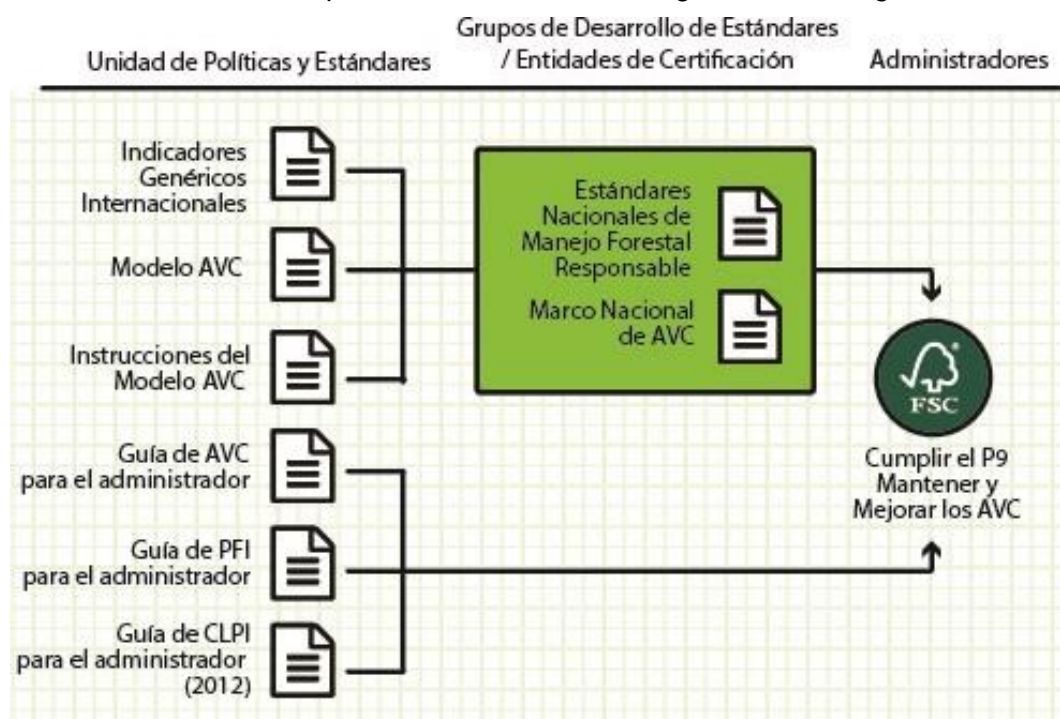 Grupos de Desarrollo de Estándares
Unidad de Políticas y Estándares
/ Entidades de Certificación
Administradores
Indicadores
Genéricos
Internacionales
Modelo AVC
Instrucciones del
Modelo AVC
Guía de AVC
para el administrador
Guía de PFI
para el administrador
Guía de CLPI
para el administrador
(2012)
Estándares
Nacionales de
Manejo Forestal
Responsable
Marco Nacional
de AVC
FSC
®
Cumplir el P9
Mantener y
Mejorar los AVC